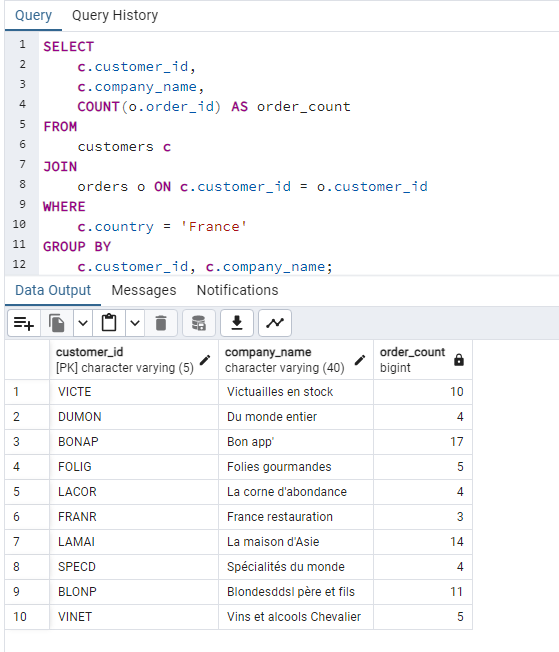 Query Query History
1 SELECT
2 c.customer_id,
3 c.company_name,
4 COUNT(o.order_id) AS order_count
5 FROM
6 customers c
7 JOIN
8 orders o ON c.customer_id = o.customer_id
9 WHERE
10 c.country = 'France'
11 GROUP BY
12 c.customer_id, c.company_name;
Data Output Messages Notifications
customer_id company_name order_count
[PK] character varying (5) character varying (40) bigint
1 VICTE Victuailles en stock 10
2 DUMON Du monde entier 4
3 BONAP Bon app' 17
4 FOLIG Folies gourmandes 5
5 LACOR La corne d'abondance 4
6 FRANR France restauration 3
7 LAMAI La maison d'Asie 14
8 SPECD Spécialités du monde 4
9 BLONP Blondesddsl père et fils 11
10 VINET Vins et alcools Chevalier 5